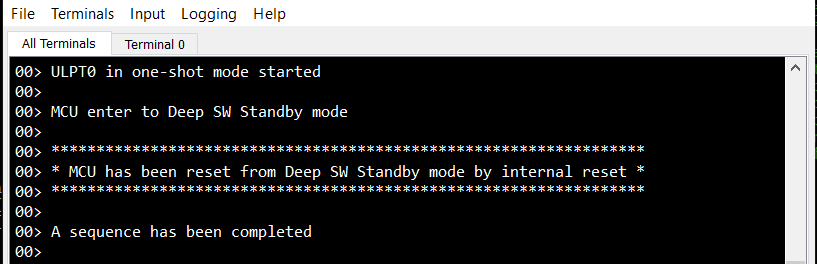 File Terminals Input Logging Help
All Terminals Terminal 0
00> ULPT0 in one-shot mode started
00>
00> MCU enter to Deep SW Standby mode
00>
00> ******************************************************************
00> * MCU has been reset from Deep SW Standby mode by internal reset *
00> ******************************************************************
00>
00> A sequence has been completed
00>